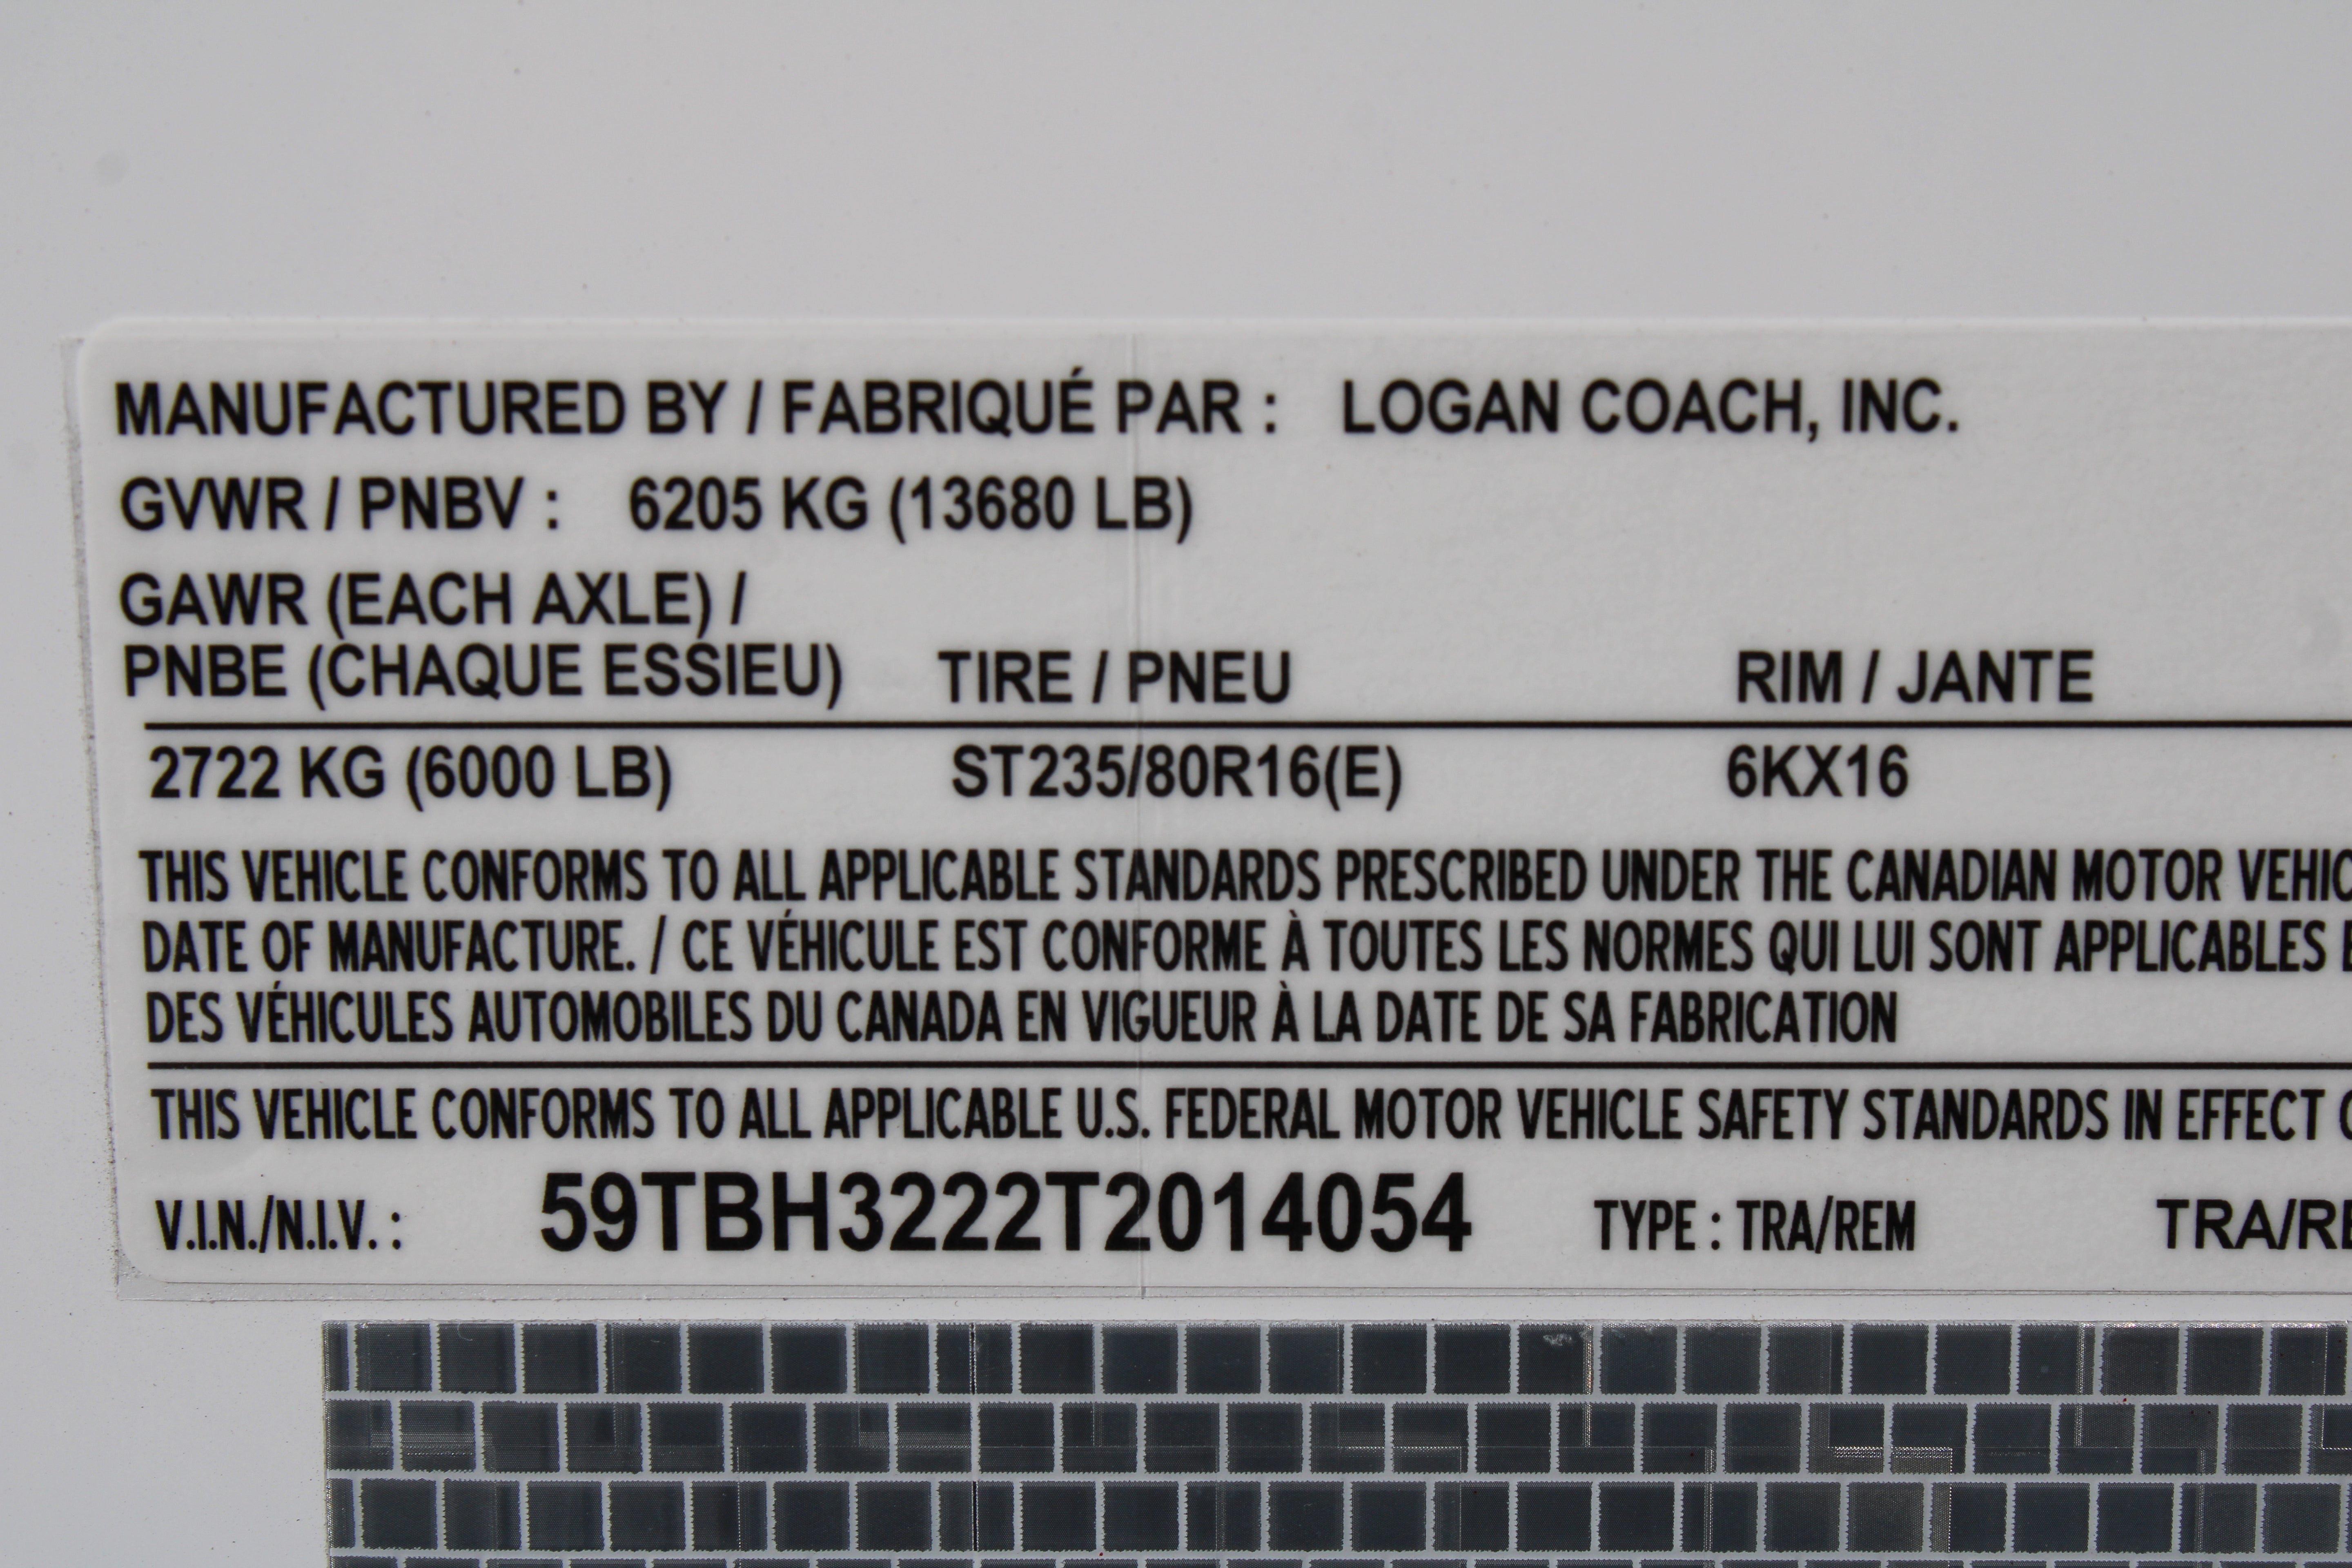 MANUFACTURED BY / FABRIQUÉ PAR : LOGAN COACH, INC.
GVWR / PNBV : 6205 KG (13680 LB)
GAWR (EACH AXLE) /
PNBE (CHAQUE ESSIEU) TIRE / PNEU RIM / JANTE
2722 KG (6000 LB) ST235/80R16(E) 6KX16
THIS VEHICLE CONFORMS TO ALL APPLICABLE STANDARDS PRESCRIBED UNDER THE CANADIAN MOTOR
DATE OF MANUFACTURE. / CE VÉHICULE EST CONFORME À TOUTES LES NORMES QUI LUI SONT APPLICABLES
DES VÉHICULES AUTOMOBILES DU CANADA EN VIGUEUR À LA DATE DE SA FABRICATION
THIS VEHICLE CONFORMS TO ALL APPLICABLE U.S. FEDERAL MOTOR VEHICLE SAFETY STANDARDS IN EFFECT
V.I.N./N.I.V. : 59TBH3222T2014054 TYPE : TRA/REM